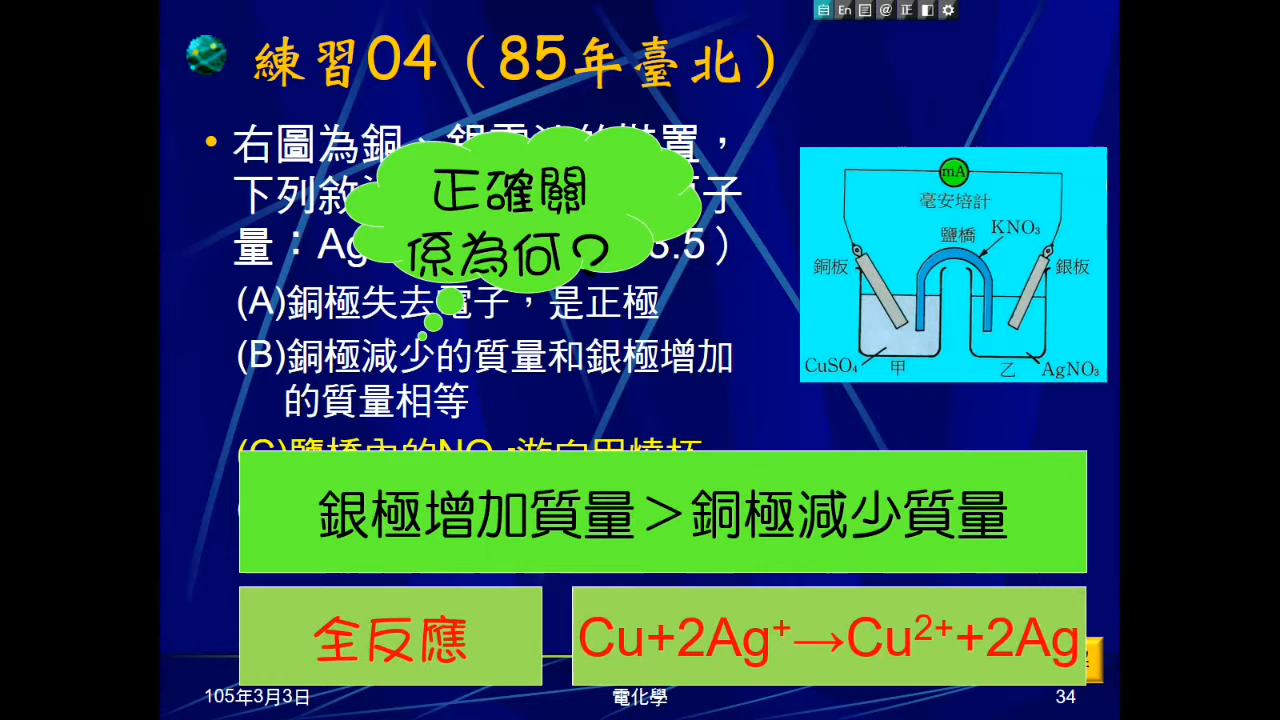 自 En @ 正
練習04（85年臺北）
右圖為銅、銀電池的裝置，
下列敘
子
量：Ag
3.5）
正確關
係為何？
(A)銅極失去電子，是正極
(B)銅極減少的質量和銀極增加
的質量相等
mA
毫安培計
KNO₃
鹽橋
銅板
銀板
CuSO₄
甲
乙
AgNO₃
銀極增加質量＞銅極減少質量
全反應
Cu+2Ag⁺→Cu²⁺+2Ag
105年3月3日
電化學
34